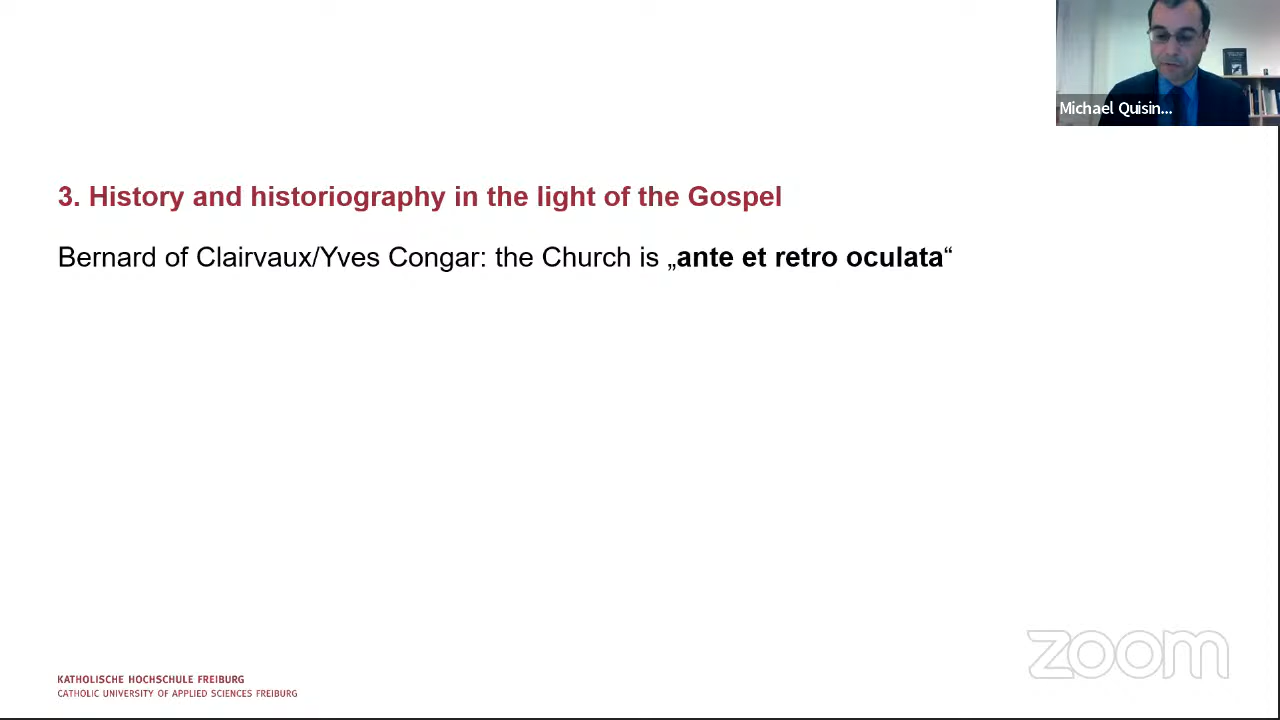 Michael Quisin...
3. History and historiography in the light of the Gospel
Bernard of Clairvaux/Yves Congar: the Church is „ante et retro oculata“
zoom
KATHOLISCHE HOCHSCHULE FREIBURG
CATHOLIC UNIVERSITY OF APPLIED SCIENCES FREIBURG